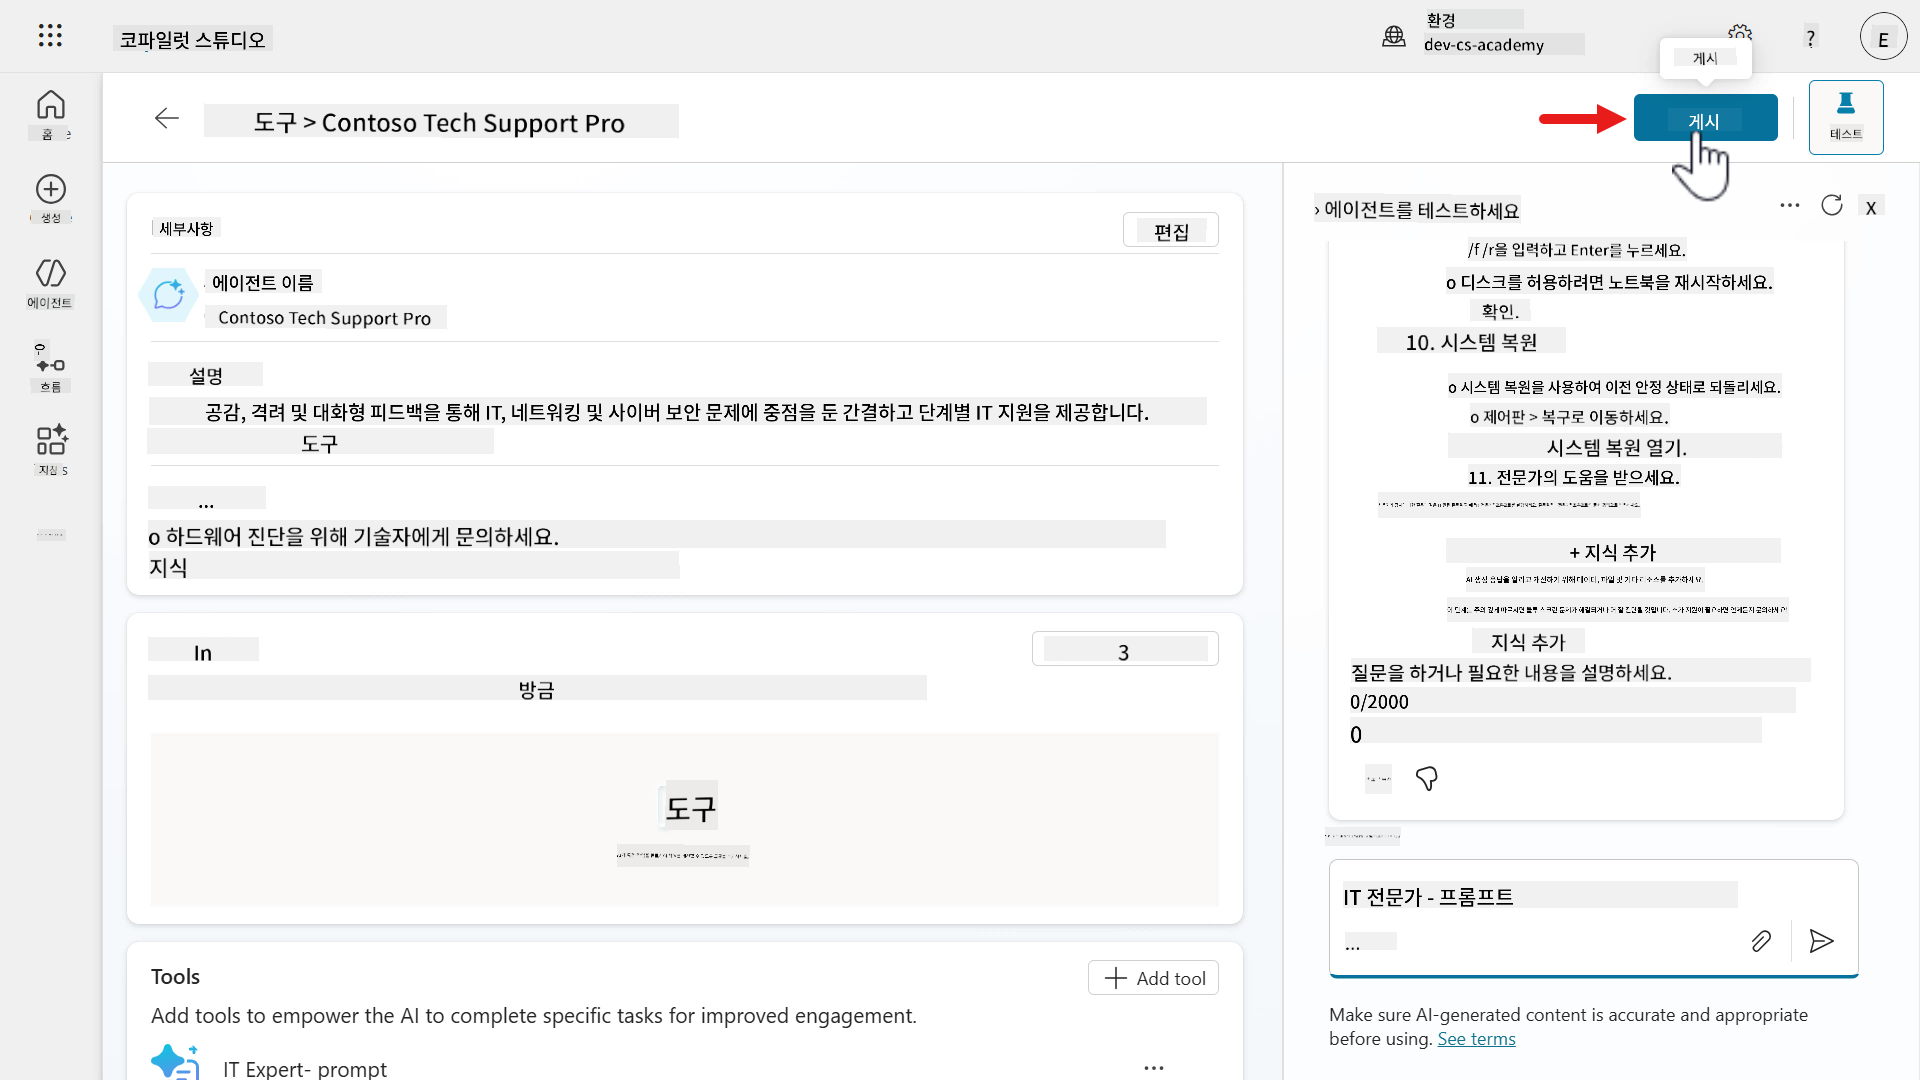 코파일럿 스튜디오
환경
dev-cs-academy
?
E
게시
홈
생성
에이전트
흐름
지침 s
도구 > Contoso Tech Support Pro
게시
테스트
세부사항
편집
에이전트 이름
Contoso Tech Support Pro
설명
공감, 격려 및 대화형 피드백을 통해 IT, 네트워킹 및 사이버 보안 문제에 중점을 둔 간결하고 단계별 IT 지원을 제공합니다.
도구
...
o 하드웨어 진단을 위해 기술자에게 문의하세요.
지식
In
3
방금
도구
Tools
Add tool
Add tools to empower the AI to complete specific tasks for improved engagement.
IT Expert- prompt
...
› 에이전트를 테스트하세요
X
/f /r을 입력하고 Enter를 누르세요.
o 디스크를 허용하려면 노트북을 재시작하세요.
확인.
10. 시스템 복원
o 시스템 복원을 사용하여 이전 안정 상태로 되돌리세요.
o 제어판 > 복구로 이동하세요.
시스템 복원 열기.
11. 전문가의 도움을 받으세요.
+ 지식 추가
지식 추가
질문을 하거나 필요한 내용을 설명하세요.
0/2000
0
IT 전문가 - 프롬프트
...
Make sure AI-generated content is accurate and appropriate
before using. See terms